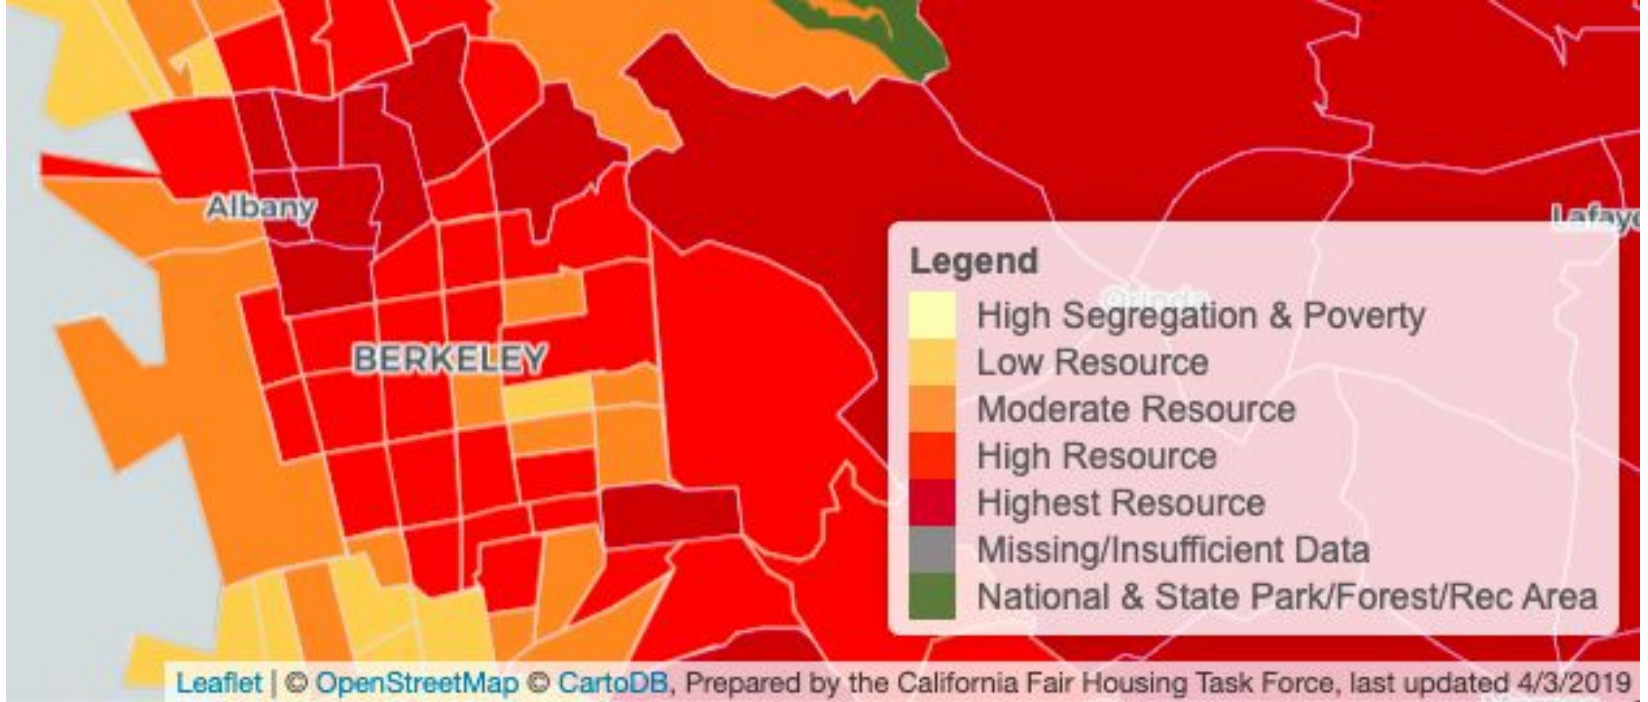 Albany
Lafay
Legend
Orinda
High Segregation & Poverty
BERKELEY
Low Resource
Moderate Resource
High Resource
Highest Resource
Missing/Insufficient Data
National & State Park/Forest/Rec Area
Leaflet | © OpenStreetMap © CartoDB, Prepared by the California Fair Housing Task Force, last updated 4/3/2019